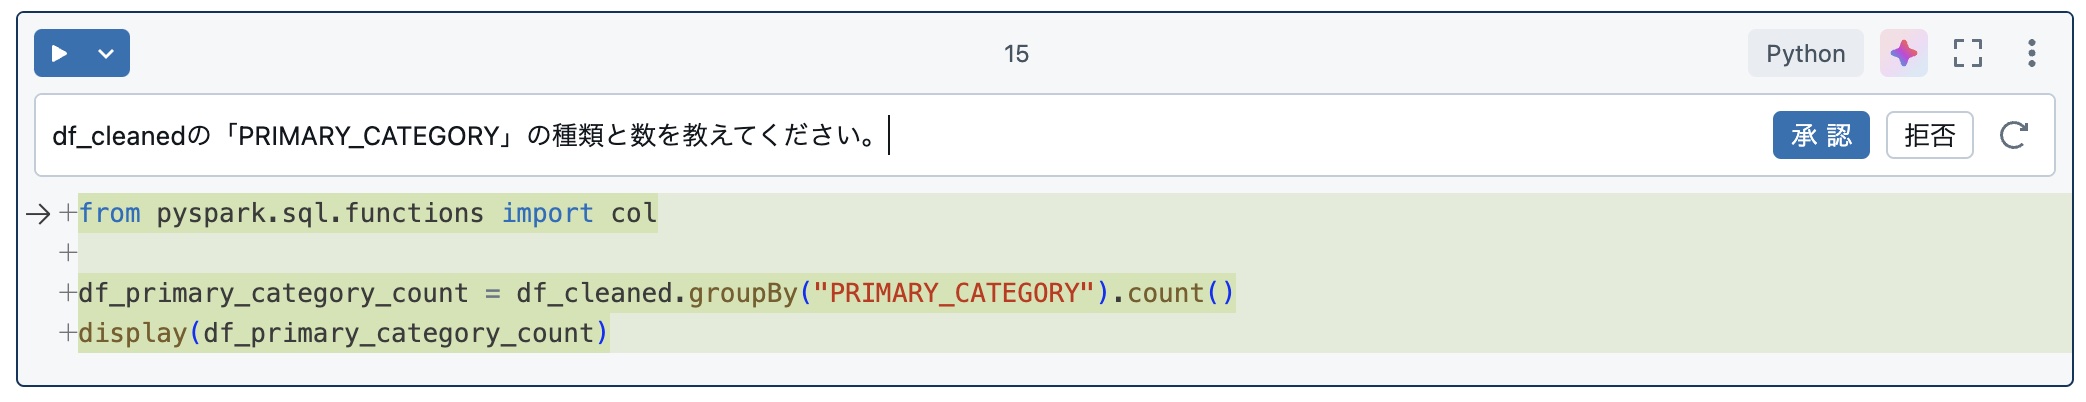 15
Python
df_cleanedの「PRIMARY_CATEGORY」の種類と数を教えてください。
承認
拒否
+from pyspark.sql.functions import col
+
+df_primary_category_count = df_cleaned.groupBy("PRIMARY_CATEGORY").count()
+display(df_primary_category_count)